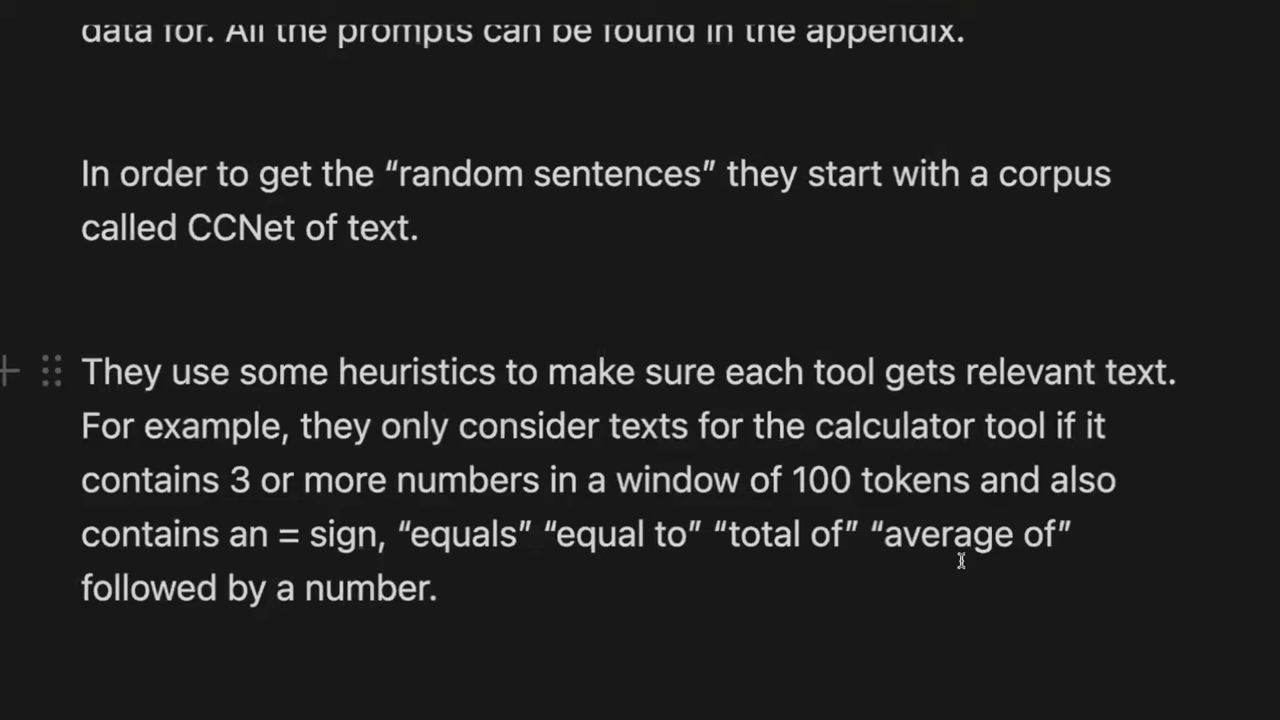 data for. All the prompts can be found in the appendix.
In order to get the “random sentences” they start with a corpus
called CCNet of text.
They use some heuristics to make sure each tool gets relevant text.
For example, they only consider texts for the calculator tool if it
contains 3 or more numbers in a window of 100 tokens and also
contains an = sign, “equals” “equal to” “total of” “average of”
followed by a number.